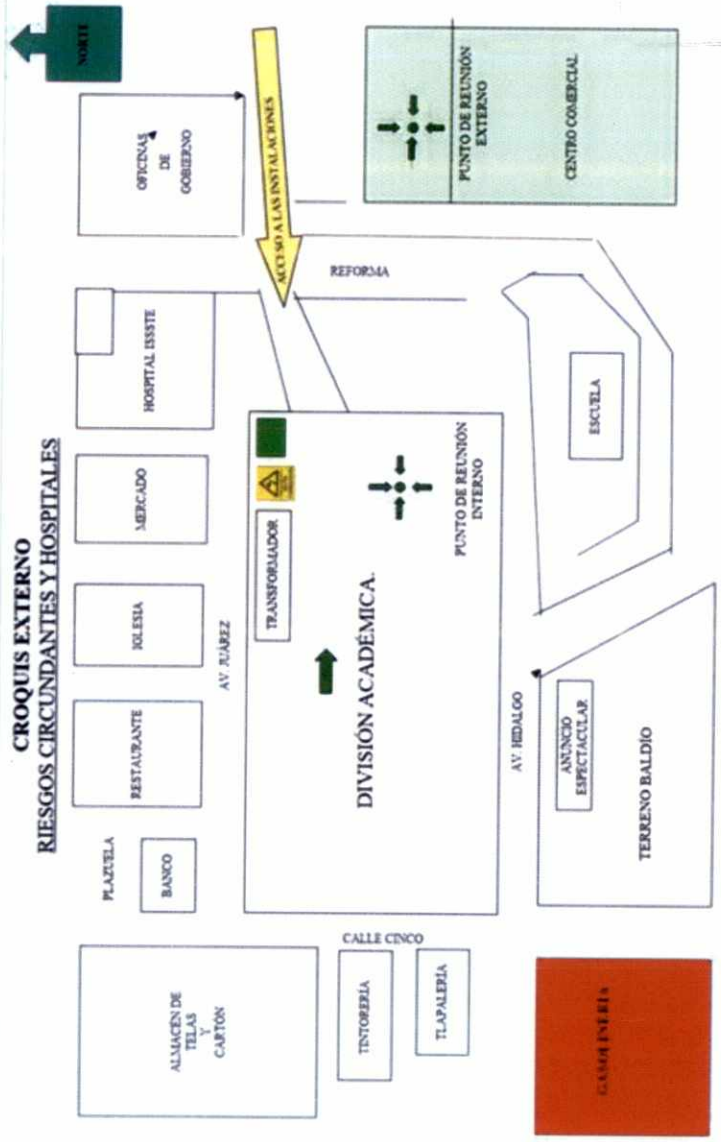 CROQUIS EXTERNO
RIESGOS CIRCUNDANTES Y HOSPITALES
NORTE
PLAZUELA
BANCO
RESTAURANTE
IGLESIA
MERCADO
HOSPITAL ISSSTE
OFICINAS
DE
GOBIERNO
ALMACÉN DE
TELAS
Y
CARTÓN
AV. JUÁREZ
ACCESO A LAS INSTALACIONES
TRANSFORMADOR
DIVISIÓN ACADÉMICA.
PUNTO DE REUNIÓN
INTERNO
REFORMA
PUNTO DE REUNIÓN
EXTERNO
CENTRO COMERCIAL
CALLE CINCO
TINTORERÍA
TLAPALERÍA
AV. HIDALGO
GASOLINERÍA
ANUNCIO
ESPECTACULAR
TERRENO BALDÍO
ESCUELA